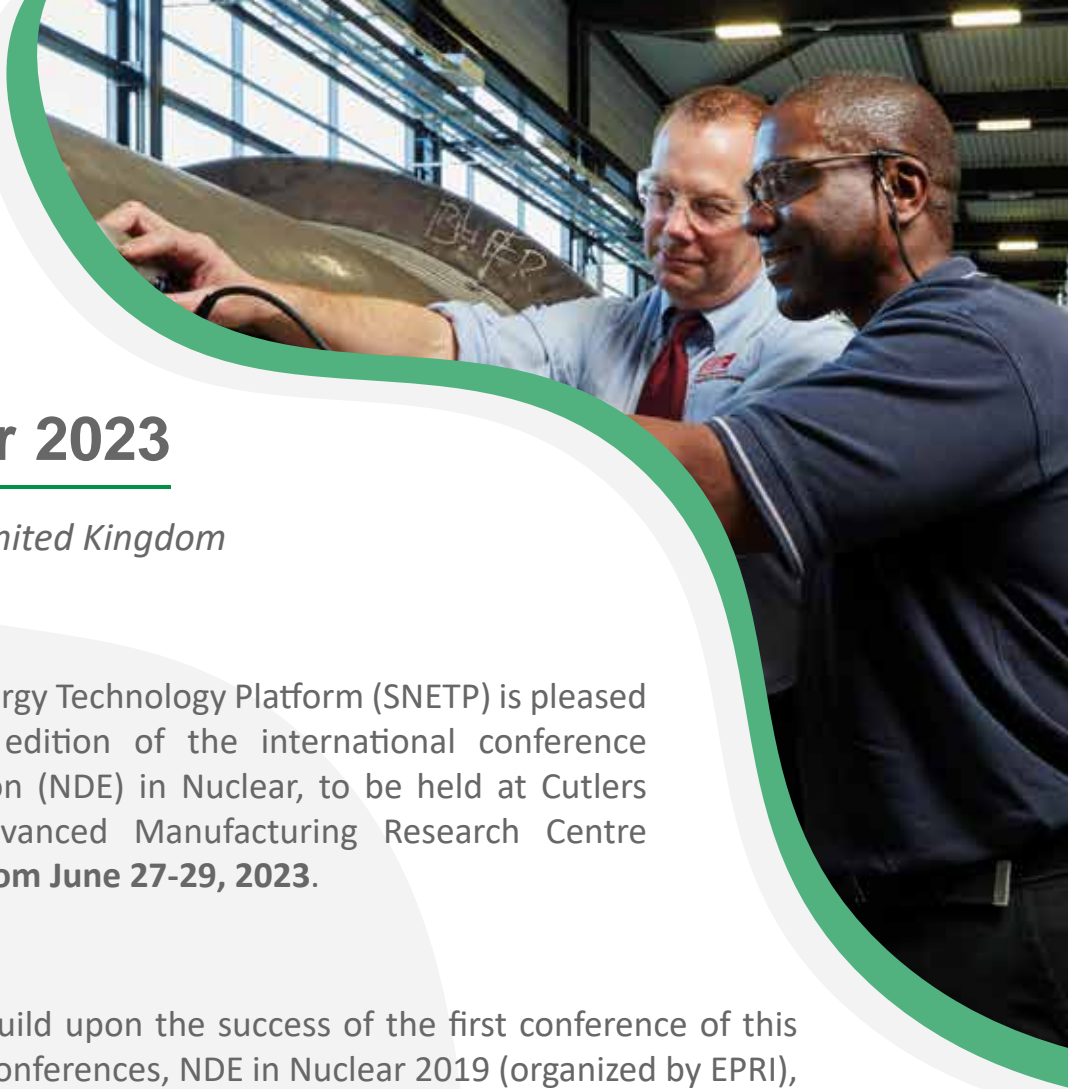 r 2023
nited Kingdom
rgy Technology Platform (SNETP) is pleased
edition of the international conference
on (NDE) in Nuclear, to be held at Cutlers
dvanced Manufacturing Research Centre
om June 27-29, 2023.
uild upon the success of the first conference of this
onferences, NDE in Nuclear 2019 (organized by EPRI),